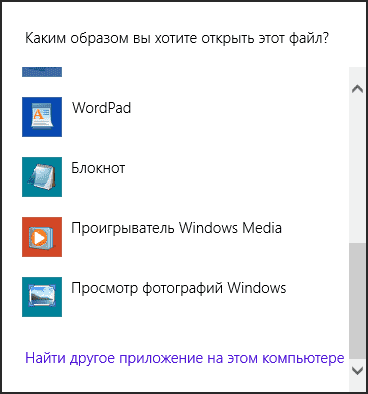 Каким образом вы хотите открыть этот файл?
WordPad
Блокнот
Проигрыватель Windows Media
Просмотр фотографий Windows
Найти другое приложение на этом компьютере